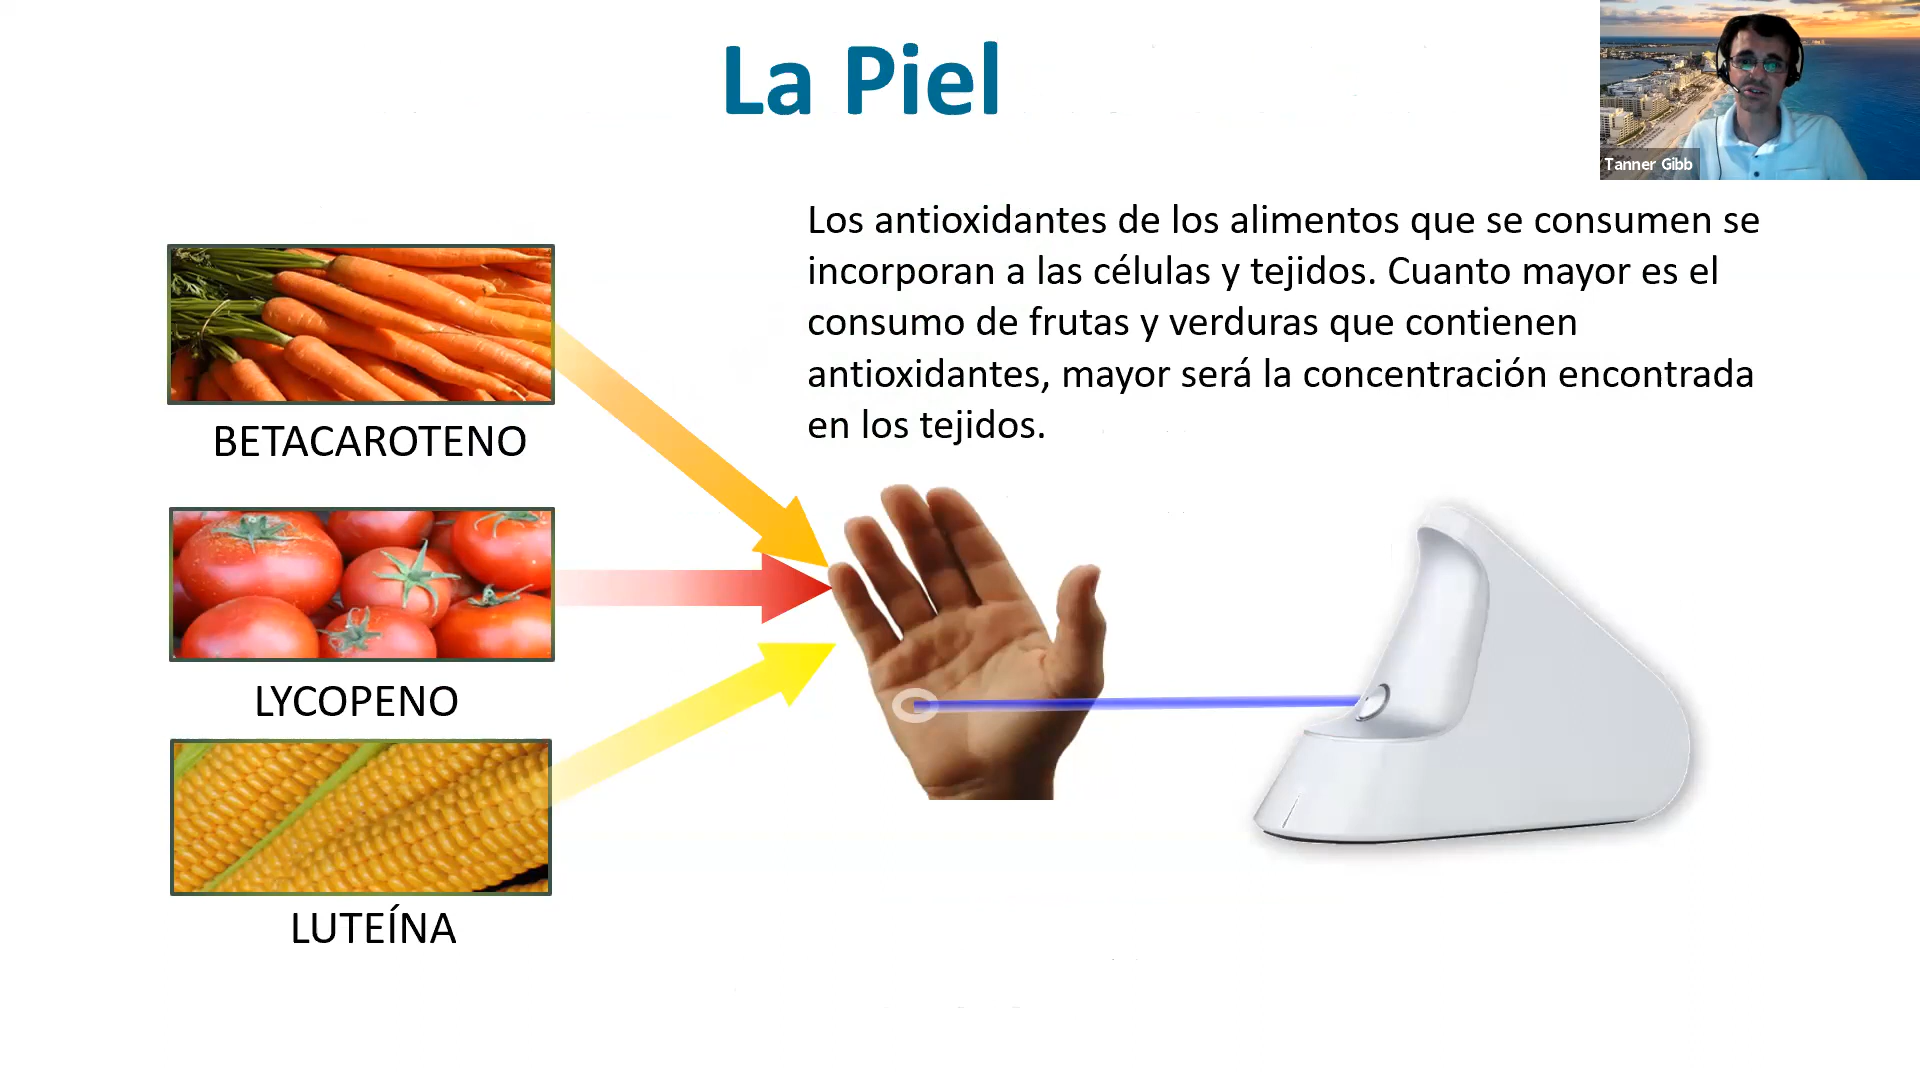 La Piel
Tanner Gibb
Los antioxidantes de los alimentos que se consumen se
incorporan a las células y tejidos. Cuanto mayor es el
consumo de frutas y verduras que contienen
antioxidantes, mayor será la concentración encontrada
en los tejidos.
BETACAROTENO
LYCOPENO
LUTEÍNA